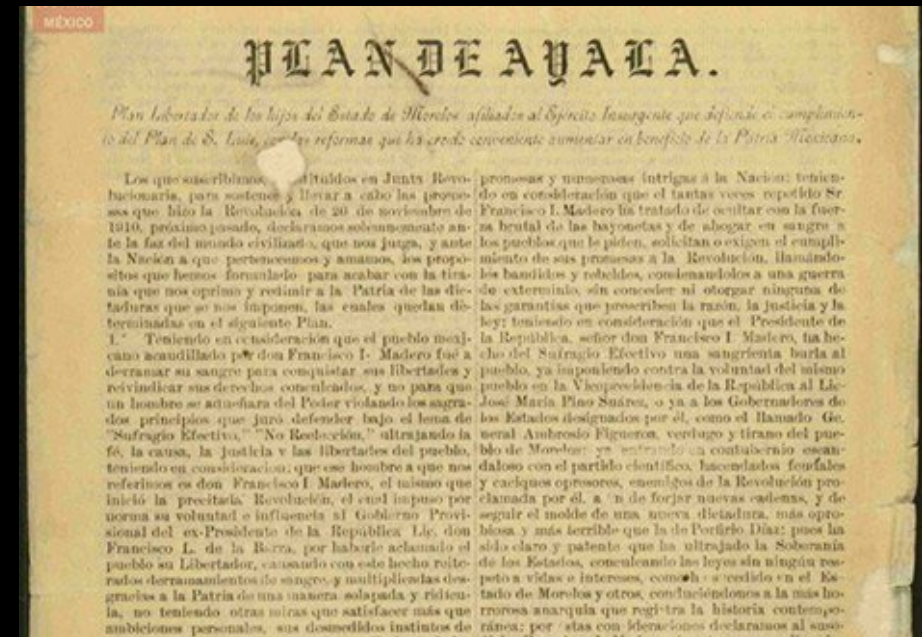 MÉXICO
PLAN DE AYALA.
Plan Libertador de los hijos del Estado de Morelos afiliados al Ejército Insurgente que defiende el cumplimien-
to del Plan de S. Luis, con las reformas que ha creido conveniente aumentar en beneficio de la Patria Mexicana.
Los que suscribimos, constituidos en Junta Revo-
lucionaria, para sostener y llevar a cabo las prome-
sas que hizo la Revolución de 20 de noviembre de
1910, próximo pasado, declaramos solemnemente an-
te la faz del mundo civilizado, que nos juzga, y ante
la Nación a que pertenecemos y amamos, los propó-
sitos que hemos formulado para acabar con la tira-
nía que nos oprime y redimir a la Patria de las dic-
taduras que se nos imponen, las cuales quedan de-
terminadas en el siguiente Plan.
1.° Teniendo en consideración que el pueblo mexi-
cano acaudillado por don Francisco I. Madero fué a
derramar su sangre para conquistar sus libertades y
reivindicar sus derechos conculcados, y no para que
un hombre se adueñara del Poder violando los sagra-
dos principios que juró defender bajo el lema de
"Sufragio Efectivo," "No Reelección," ultrajando la
fé, la causa, la justicia y las libertades del pueblo,
teniendo en consideracion: que ese hombre a que nos
referimos es don Francisco I. Madero, el mismo que
inició la precitada Revolución, el cual impuso por
norma su voluntad e influencia al Gobierno Provi-
sional del ex-Presidente de la República Lic. don
Francisco L. de la Barra, por haberle aclamado el
pueblo su Libertador, causando con este hecho reite-
rados derramamientos de sangre, y multiplicadas des-
gracias a la Patria de una manera solapada y ridícu-
la, no teniendo otras miras que satisfacer más que
ambiciones personales, sus desmedidos instintos de
promesas y numerosas intrigas á la Nación: tenien-
do en consideración que el tantas veces repetido Sr
Francisco I. Madero ha tratado de ocultar con la fuer-
za brutal de las bayonetas y de ahogar en sangre a
los pueblos que le piden, solicitan o exigen el cumpli-
miento de sus promesas a la Revolución, llamándo-
les bandidos y rebeldes, condenandolos a una guerra
de exterminio, sin conceder ni otorgar ninguna de
las garantías que prescriben la razón, la justicia y la
ley; teniendo en consideración que el Presidente de
la República, señor don Francisco I. Madero, ha he-
cho del Sufragio Efectivo una sangrienta burla al
pueblo, ya imponiendo contra la voluntad del mismo
pueblo en la Vicepresidencia de la República al Lic-
José María Pino Suárez, o ya a los Gobernadores de
los Estados designados por él, como el llamado Ge.
neral Ambrosio Figueroa, verdugo y tirano del pue-
blo de Morelos; ya entrando en contubernio escan-
daloso con el partido científico, hacendados feudales
y caciques opresores, enemigos de la Revolución pro-
clamada por él, a n de forjar nuevas cadenas, y de
seguir el molde de una nueva dictadura, más opro-
biosa y más terrible que la de Porfirio Díaz; pues ha
sido claro y patente que ha ultrajado la Soberanía
de los Estados, conculcando las leyes sin ningún res-
peto a vidas e intereses, como ha sucedido en el Es-
tado de Morelos y otros, conduciéndonos a la más ho-
rrorosa anarquía que registra la historia contempo-
ránea; por estas consideraciones declaramos al suso-